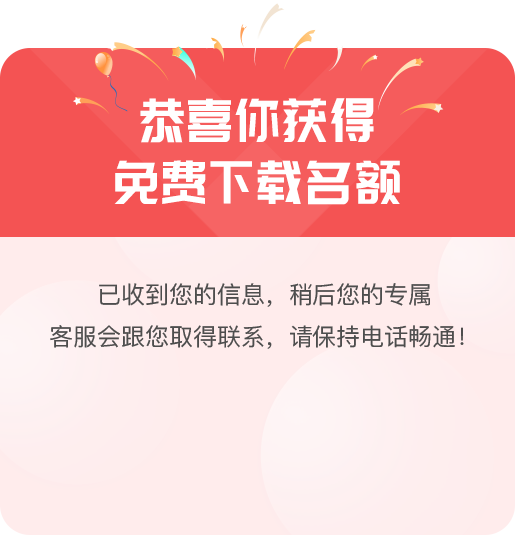 恭喜你获得
免费下载名额
已收到您的信息，稍后您的专属
客服会跟您取得联系，请保持电话畅通！